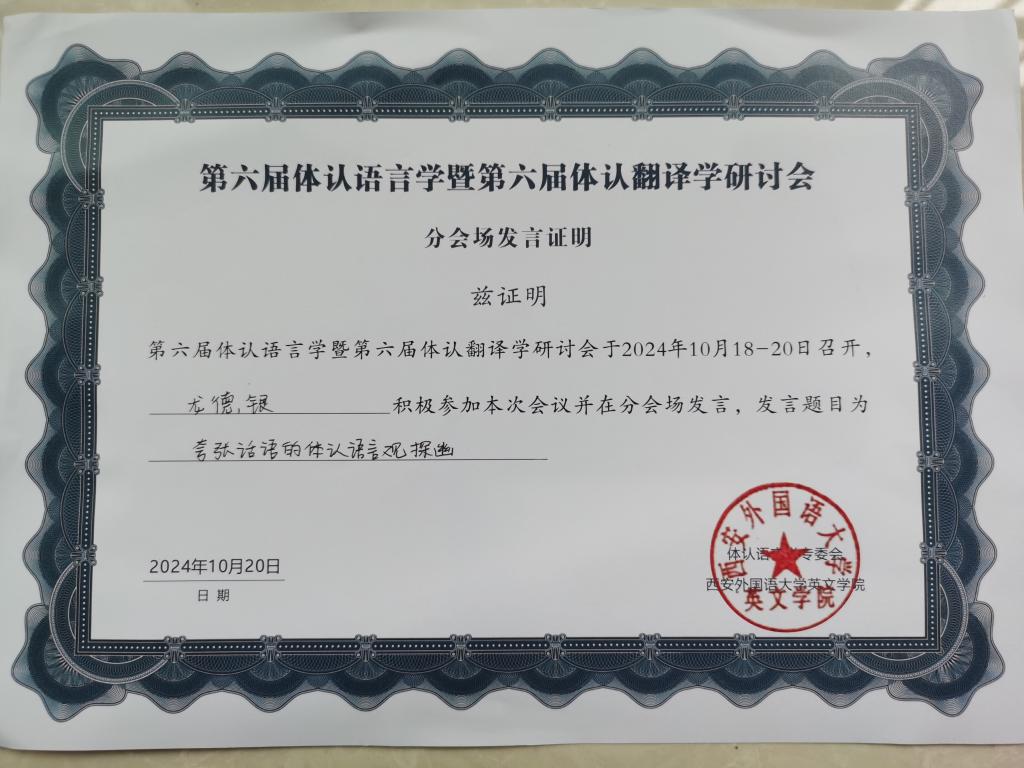 第六届体认语言学暨第六届体认翻译学研讨会
分会场发言证明
兹证明
第六届体认语言学暨第六届体认翻译学研讨会于2024年10月18-20日召开，
龙德银 积极参加本次会议并在分会场发言，发言题目为
夸张话语的体认语言观探幽
2024年10月20日
日 期
体认语言学专委会
西安外国语大学英文学院
西安外国语大学
英文学院